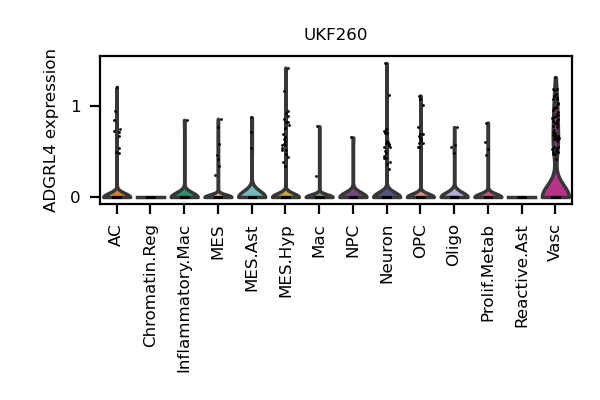 UKF260
ADGRL4 expression
1
0
AC
Chromatin.Reg
Inflammatory.Mac
MES
MES.Ast
MES.Hyp
Mac
NPC
Neuron
OPC
Oligo
Prolif.Metab
Reactive.Ast
Vasc